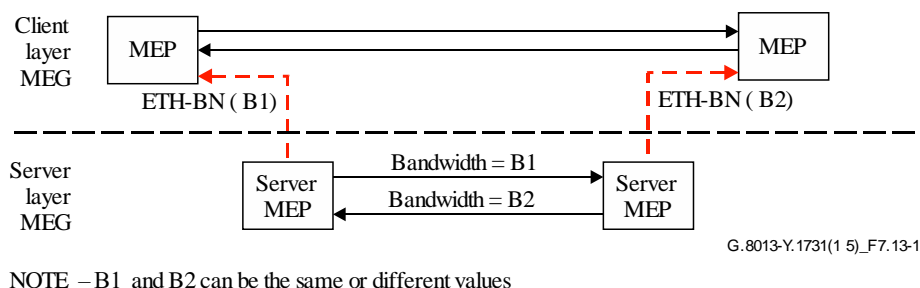 Client
layer
MEG
MEP
MEP
ETH-BN ( B1)
ETH-BN ( B2)
Server
layer
MEG
Server
MEP
Bandwidth = B1
Bandwidth = B2
Server
MEP
G.8013-Y.1731(1 5)_F7.13-1
NOTE – B1 and B2 can be the same or different values